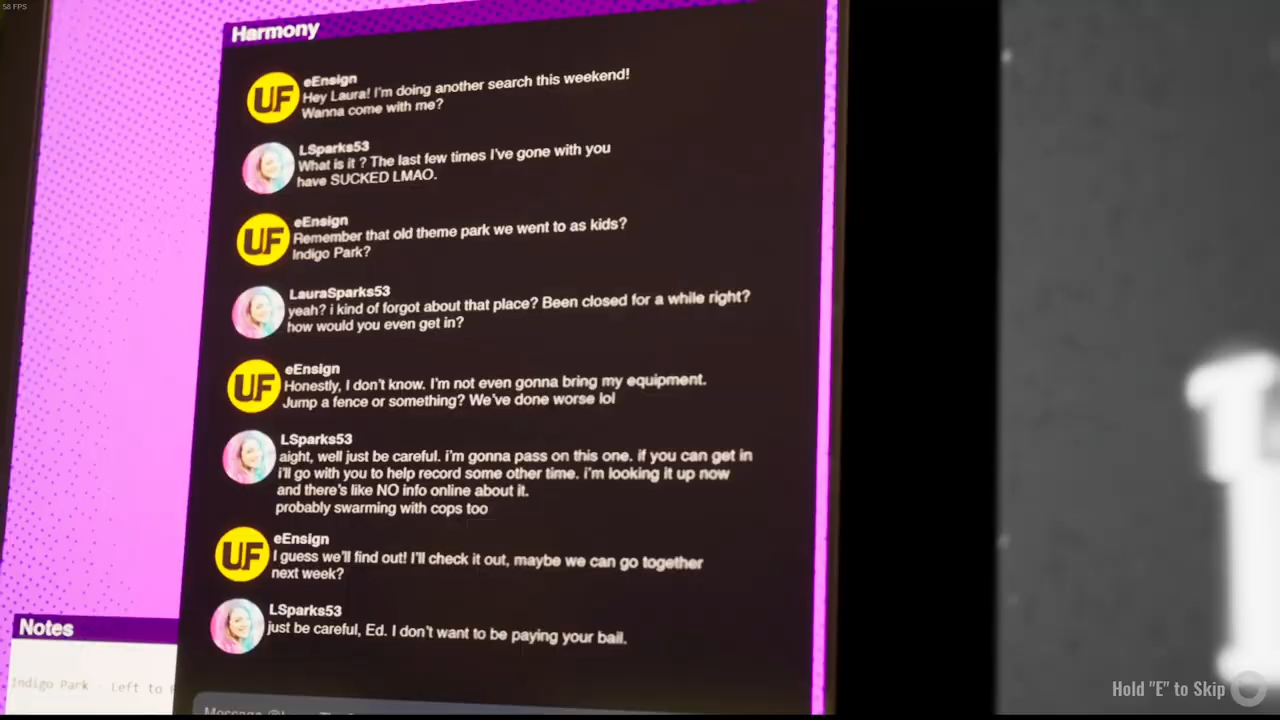 58 FPS
Harmony
eEnsign
Hey Laura! I'm doing another search this weekend!
Wanna come with me?
LSparks53
What is it ? The last few times I've gone with you
have SUCKED LMAO.
eEnsign
Remember that old theme park we went to as kids?
Indigo Park?
LauraSparks53
yeah? i kind of forgot about that place? Been closed for a while right?
how would you even get in?
eEnsign
Honestly, I don't know. I'm not even gonna bring my equipment.
Jump a fence or something? We've done worse lol
LSparks53
aight, well just be careful. i'm gonna pass on this one. if you can get in
i'll go with you to help record some other time. i'm looking it up now
and there's like NO info online about it.
probably swarming with cops too
eEnsign
I guess we'll find out! I'll check it out, maybe we can go together
next week?
LSparks53
just be careful, Ed. I don't want to be paying your bail.
UF
UF
UF
UF
Notes
Indigo Park - Left to
Message
Hold "E" to Skip